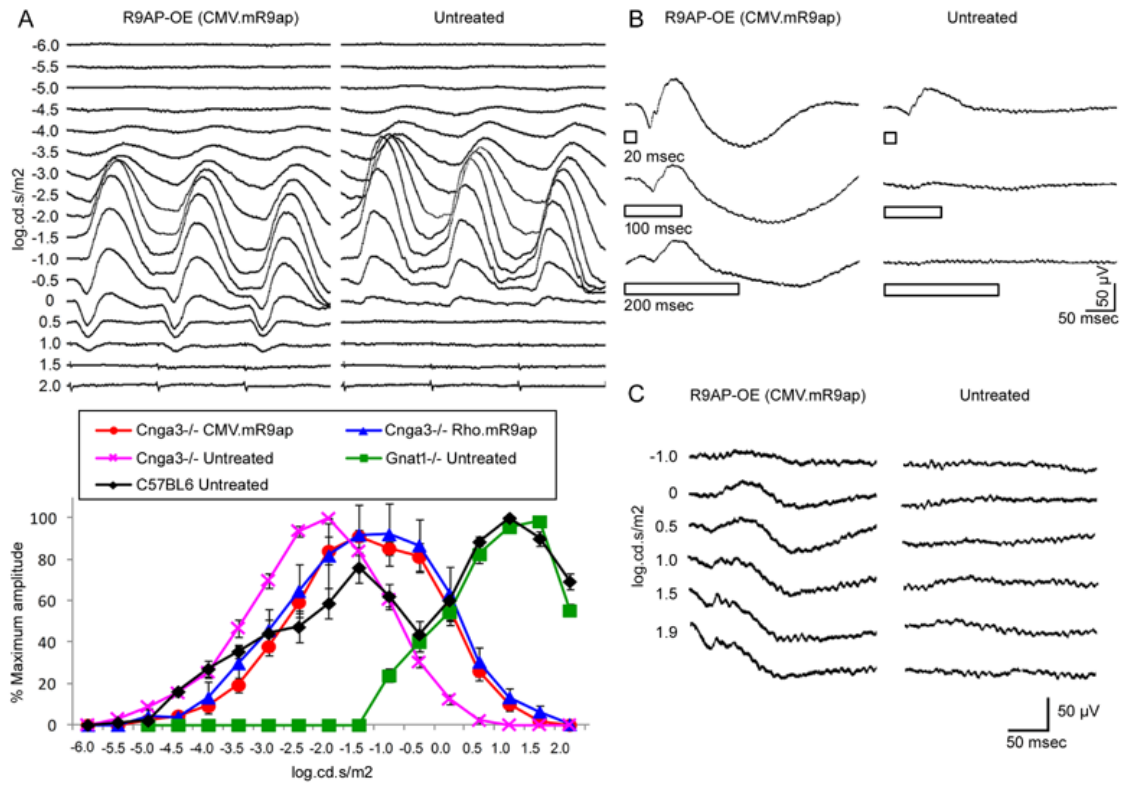 A
R9AP-OE (CMV.mR9ap)
Untreated
-6.0
-5.5
-5.0
-4.5
-4.0
-3.5
-3.0
-2.5
-2.0
-1.5
-1.0
-0.5
0
0.5
1.0
1.5
2.0
log.cd.s/m2
B
R9AP-OE (CMV.mR9ap)
Untreated
20 msec
100 msec
200 msec
50 µV
50 msec
Cnga3-/- CMV.mR9ap
Cnga3-/- Rho.mR9ap
Cnga3-/- Untreated
Gnat1-/- Untreated
C57BL6 Untreated
% Maximum amplitude
100
80
60
40
20
0
-6.0 -5.5 -5.0 -4.5 -4.0 -3.5 -3.0 -2.5 -2.0 -1.5 -1.0 -0.5 0.0 0.5 1.0 1.5 2.0
log.cd.s/m2
C
R9AP-OE (CMV.mR9ap)
Untreated
-1.0
0
0.5
1.0
1.5
1.9
log.cd.s/m2
50 µV
50 msec